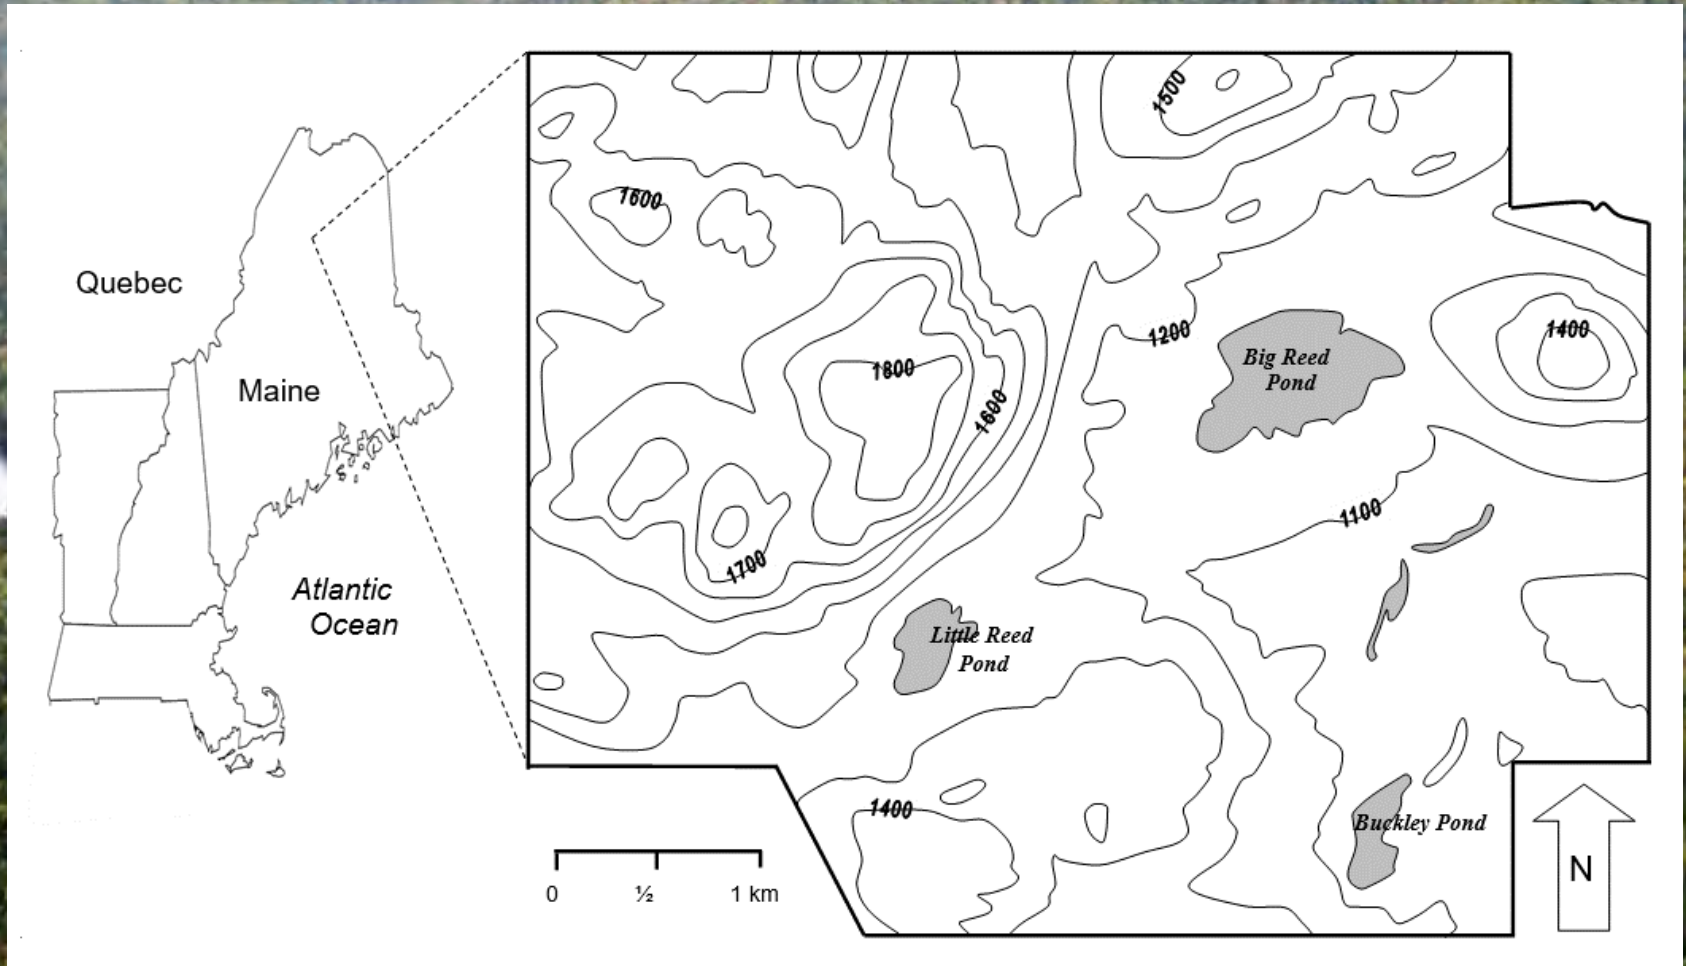 Quebec
Maine
Atlantic
Ocean
1500
1600
1200
1400
1800
Big Reed
Pond
1600
1100
1700
Little Reed
Pond
1400
Buckley Pond
0 ½ 1 km
N